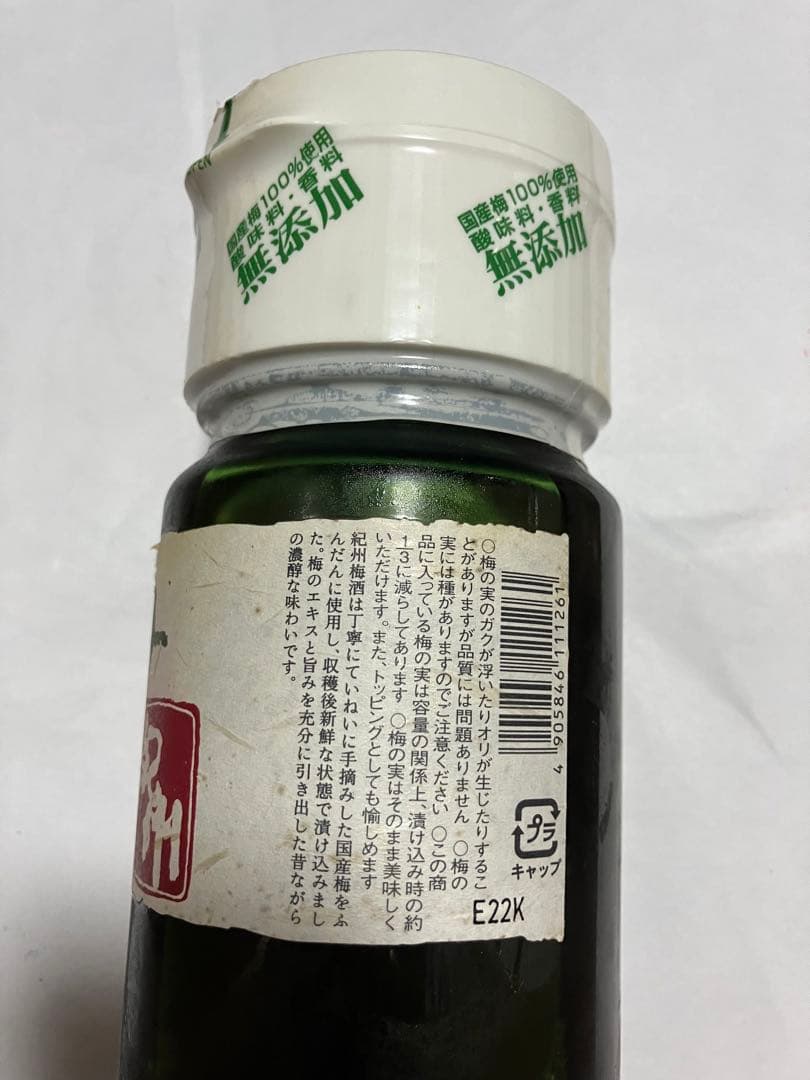 国産梅100%使用
酸味料・香料
無添加
国産梅100%使用
酸味料・香料
無添加
○梅の実のガクが浮いたりオリが生じたりするこ
とがありますが品質には問題ありません ○梅の
実には種がありますのでご注意ください ○この商
品に入っている梅の実は容量の関係上、漬け込み時の約
1/3に減らしてあります ○梅の実はそのまま美味しく
いただけます。また、トッピングとしても愉しめます
紀州梅酒は丁寧にていねいに手摘みした国産梅をふ
んだんに使用し、収穫後新鮮な状態で漬け込みまし
た。梅のエキスと旨みを充分に引き出した昔ながら
の濃醇な味わいです。
4 905846 111261
プラ
キャップ
E22K